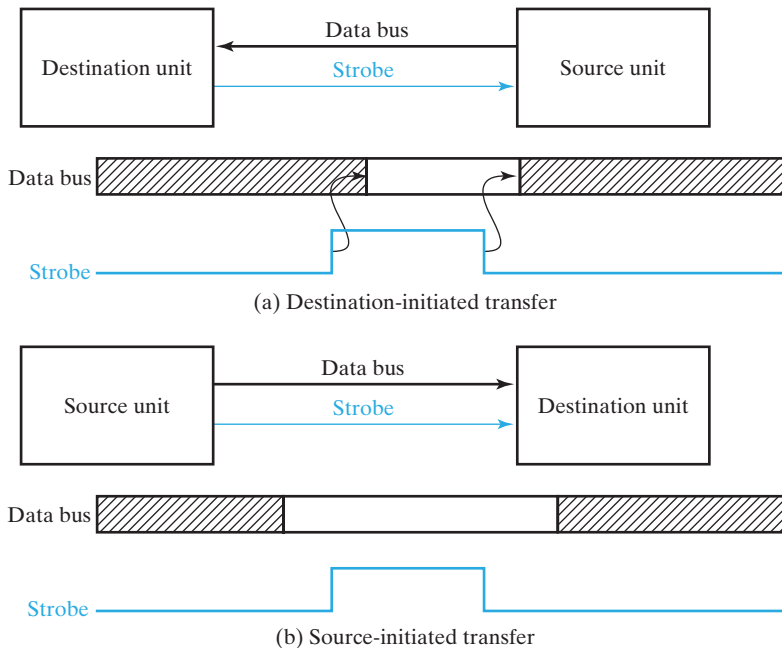 Data bus
Destination unit
Source unit
Strobe
Data bus
Strobe
(a) Destination-initiated transfer
Data bus
Source unit
Destination unit
Strobe
Data bus
Strobe
(b) Source-initiated transfer